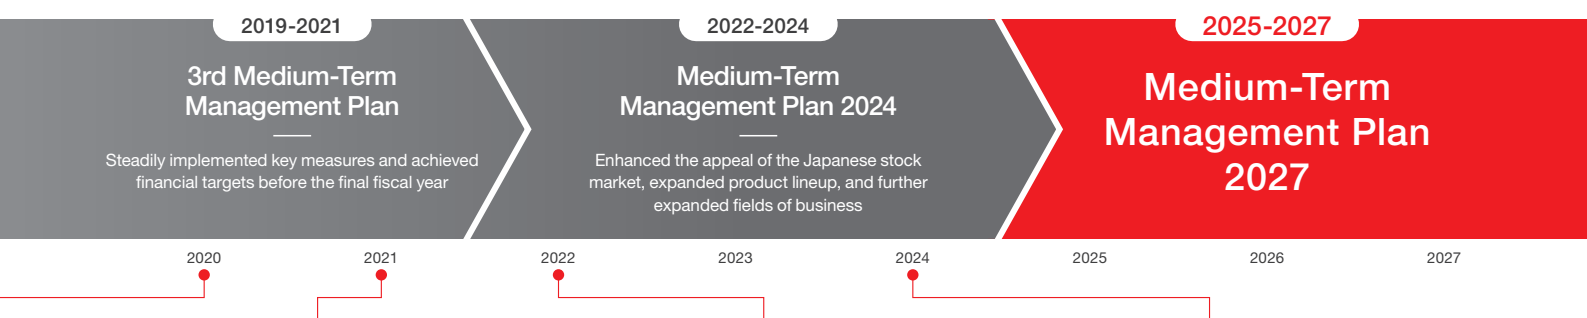 2019-2021
3rd Medium-Term
Management Plan
Steadily implemented key measures and achieved
financial targets before the final fiscal year
2022-2024
Medium-Term
Management Plan 2024
Enhanced the appeal of the Japanese stock
market, expanded product lineup, and further
expanded fields of business
2025-2027
Medium-Term
Management Plan
2027
2020 2021 2022 2023 2024 2025 2026 2027